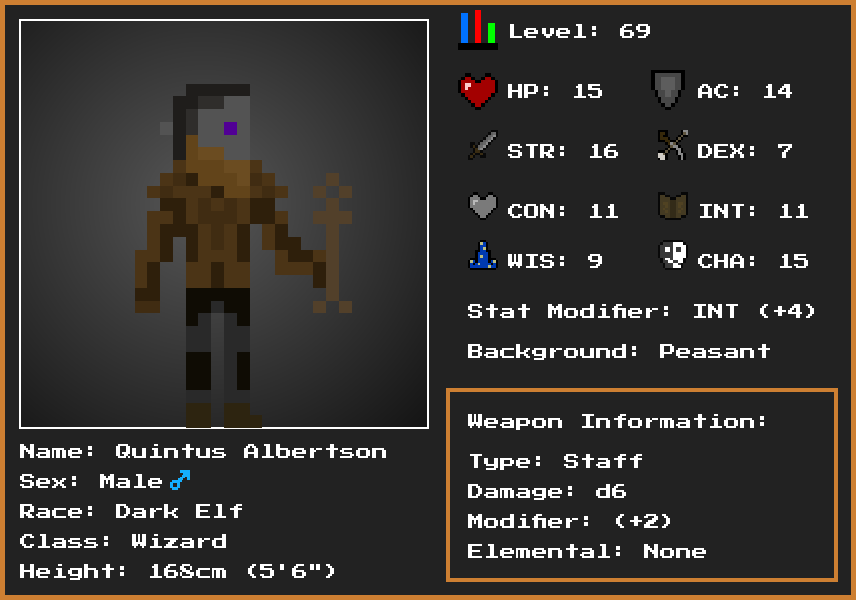 Level: 69
HP: 15 AC: 14
STR: 16 DEX: 7
CON: 11 INT: 11
WIS: 9 CHA: 15
Stat Modifier: INT (+4)
Background: Peasant
Weapon Information:
Type: Staff
Damage: d6
Modifier: (+2)
Elemental: None
Name: Quintus Albertson
Sex: Male ♂
Race: Dark Elf
Class: Wizard
Height: 168cm (5'6")